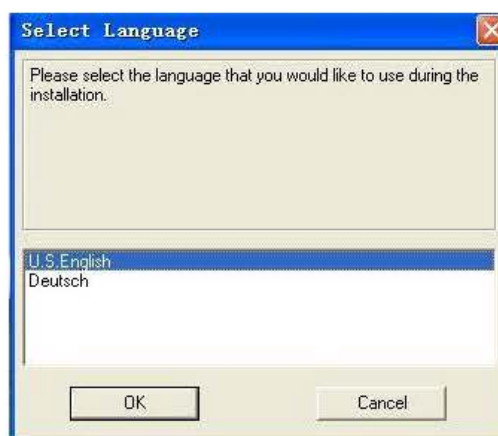 Select Language
Please select the language that you would like to use during the
installation.
U.S.English
Deutsch
OK
Cancel